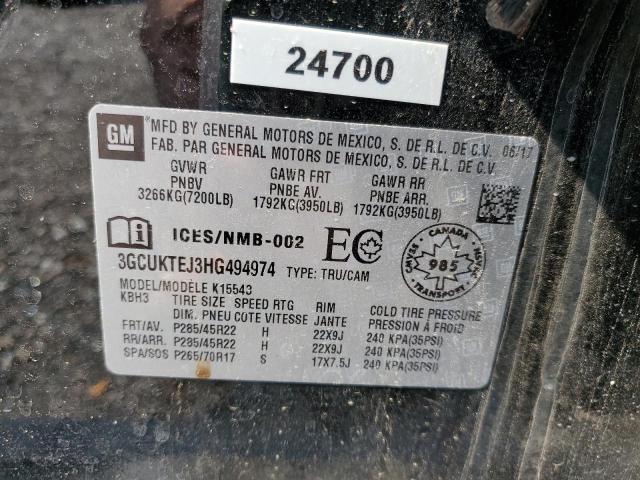 24700
GM
MFD BY GENERAL MOTORS DE MEXICO, S. DE R.L. DE C.V. 06/17
FAB. PAR GENERAL MOTORS DE MEXICO, S. DE R.L. DE C.V.
GVWR GAWR FRT GAWR RR
PNBV PNBE AV. PNBE ARR.
3266KG(7200LB) 1792KG(3950LB) 1792KG(3950LB)
i ICES/NMB-002 EC
CANADA
CMVSS 985 NSVAC
3GCUKTEJ3HG494974 TYPE: TRU/CAM
MODEL/MODÈLE K15543
KBH3 TIRE SIZE SPEED RTG RIM COLD TIRE PRESSURE
DIM. PNEU COTE VITESSE JANTE PRESSION À FROID
FRT/AV. P285/45R22 H 22X9J 240 KPA(35PSI)
RR/ARR. P285/45R22 H 22X9J 240 KPA(35PSI)
SPA/SOS P265/70R17 S 17X7.5J 240 KPA(35PSI)